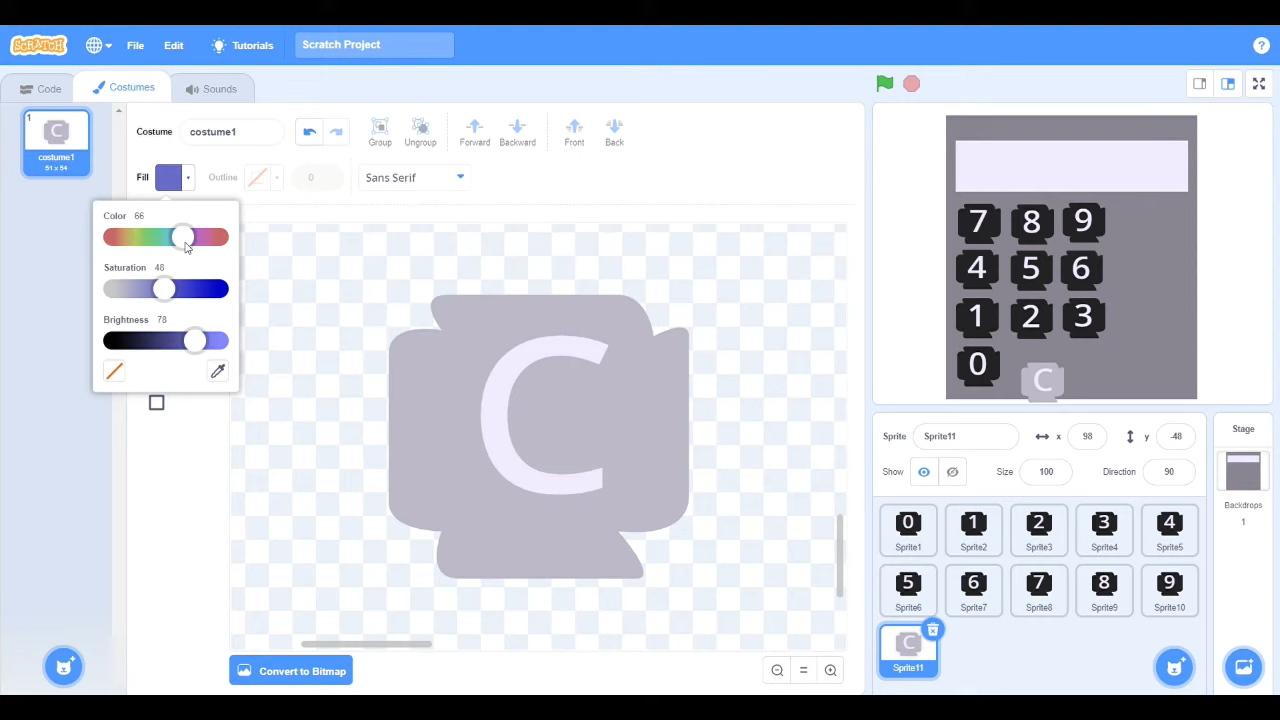 SCRATCH File Edit Tutorials Scratch Project ?
Code Costumes Sounds
1 C costume1 51 x 54
Costume costume1 Group Ungroup Forward Backward Front Back
Fill Outline 0 Sans Serif
Color 66
Saturation 48
Brightness 78
C
Convert to Bitmap
7 8 9
4 5 6
1 2 3
0 C
Sprite Sprite11 x 98 y -48
Show Size 100 Direction 90
0 1 2 3 4
Sprite1 Sprite2 Sprite3 Sprite4 Sprite5
5 6 7 8 9
Sprite6 Sprite7 Sprite8 Sprite9 Sprite10
C
Sprite11
Stage
Backdrops
1